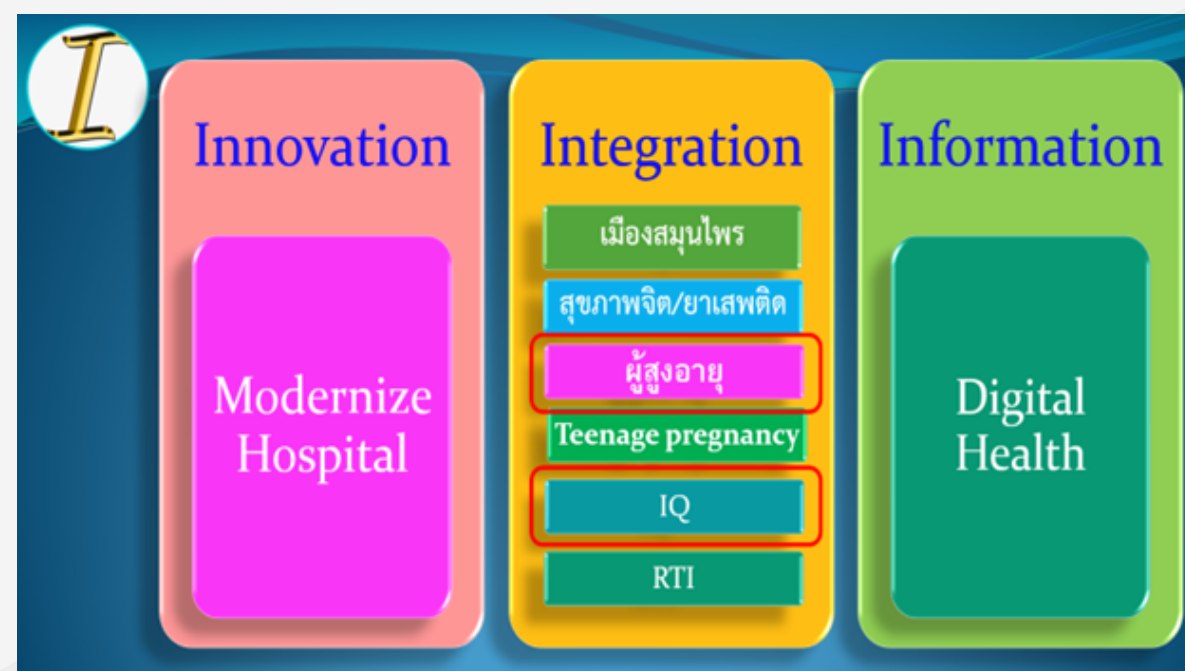 I
Innovation
Modernize
Hospital
Integration
เมืองสมุนไพร
สุขภาพจิต/ยาเสพติด
ผู้สูงอายุ
Teenage pregnancy
IQ
RTI
Information
Digital
Health